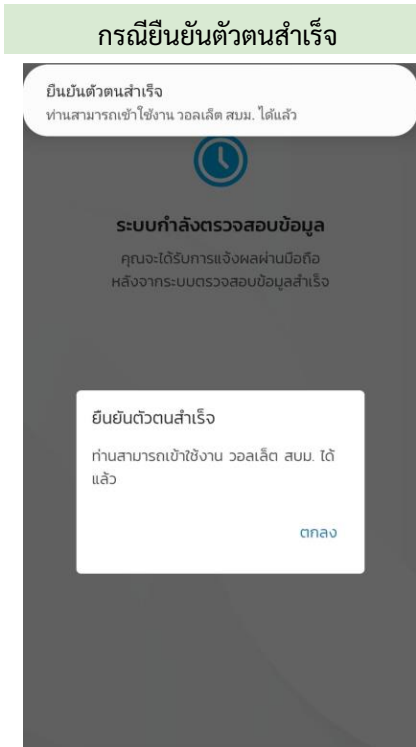 กรณียืนยันตัวตนสำเร็จ
ยืนยันตัวตนสำเร็จ
ท่านสามารถเข้าใช้งาน วอลเล็ต สบม. ได้แล้ว
ระบบกำลังตรวจสอบข้อมูล
คุณจะได้รับการแจ้งผลผ่านมือถือ
หลังจากระบบตรวจสอบข้อมูลสำเร็จ
ยืนยันตัวตนสำเร็จ
ท่านสามารถเข้าใช้งาน วอลเล็ต สบม. ได้
แล้ว
ตกลง